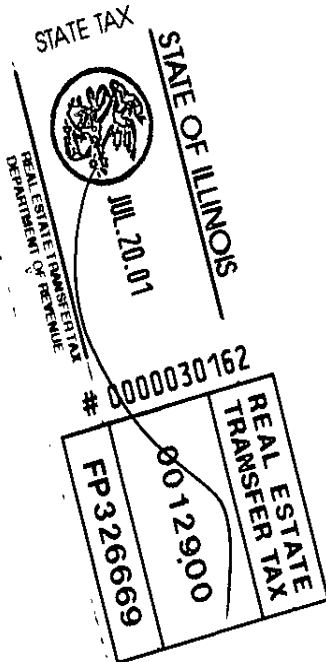 STATE TAX
STATE OF ILLINOIS
JUL.20.01
REAL ESTATE TRANSFER TAX
DEPARTMENT OF REVENUE
# 0000030162
REAL ESTATE
TRANSFER TAX
0012900
FP326669